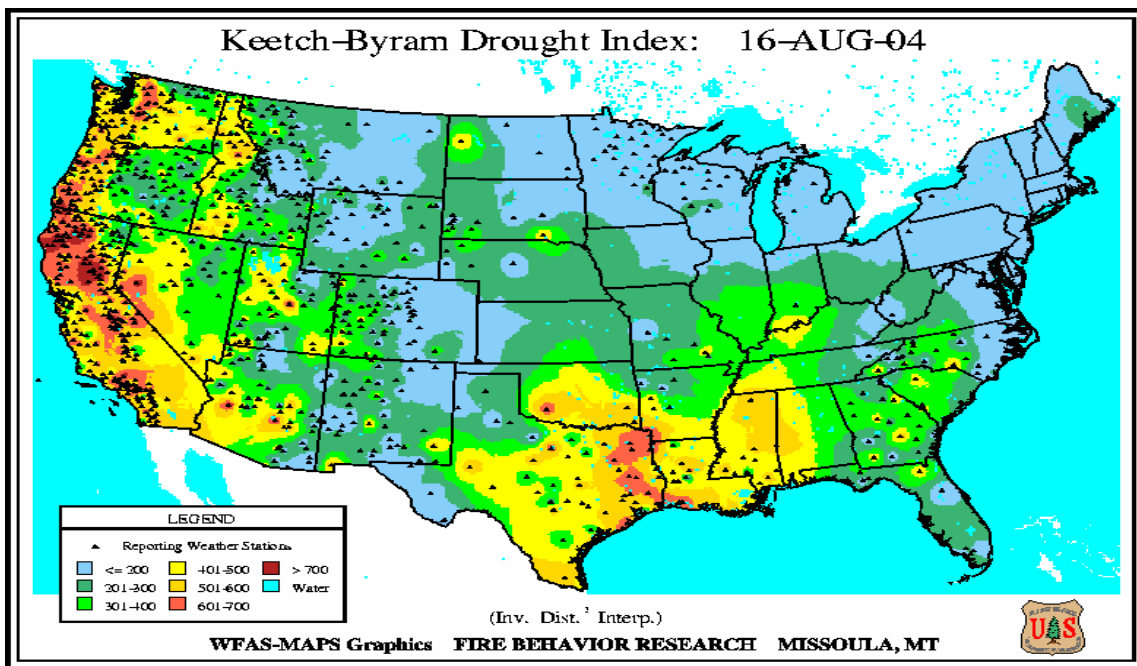 Keetch-Byram Drought Index: 16-AUG-04
LEGEND
Reporting Weather Stations
<= 200
401-500
> 700
201-300
501-600
Water
301-400
601-700
(Inv. Dist.² Interp.)
WFAS-MAPS Graphics FIRE BEHAVIOR RESEARCH MISSOULA, MT
U S